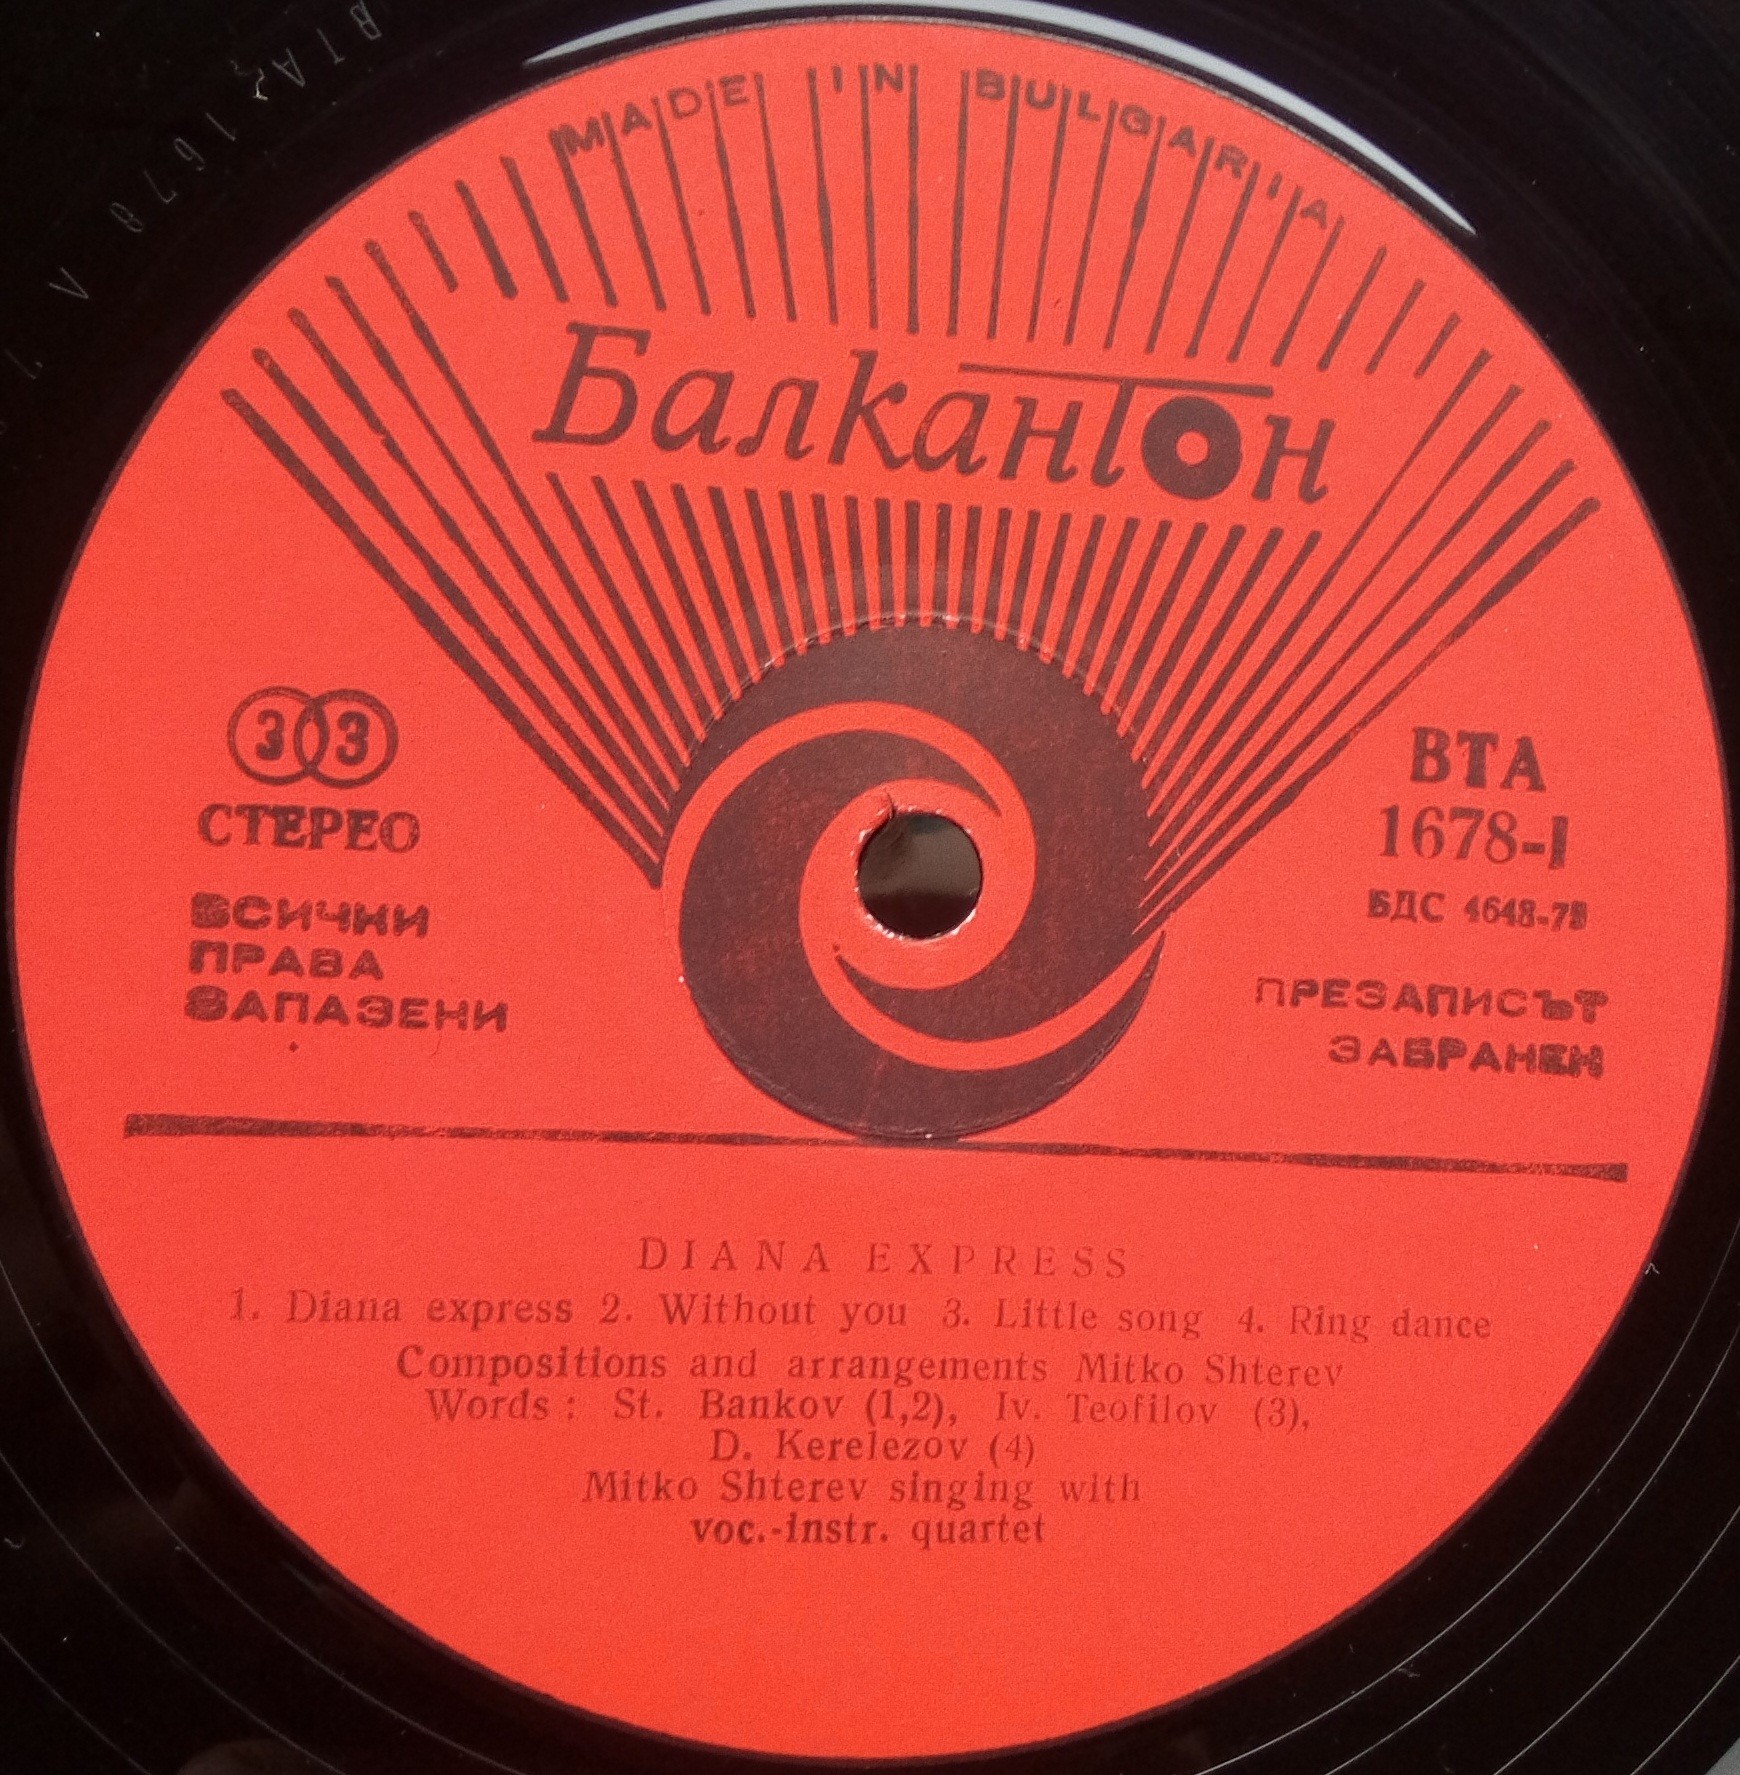 MADE IN BULGARIA
Балкантон
33
СТЕРЕО
ВСИЧКИ
ПРАВА
ЗАПАЗЕНИ
ВТА
1678-I
БДС 4648-78
ПРЕЗАПИСЪТ
ЗАБРАНЕН
DIANA EXPRESS
1. Diana express 2. Without you 3. Little song 4. Ring dance
Compositions and arrangements Mitko Shterev
Words : St. Bankov (1,2), Iv. Teofilov (3),
D. Kerelezov (4)
Mitko Shterev singing with
voc.-instr. quartet